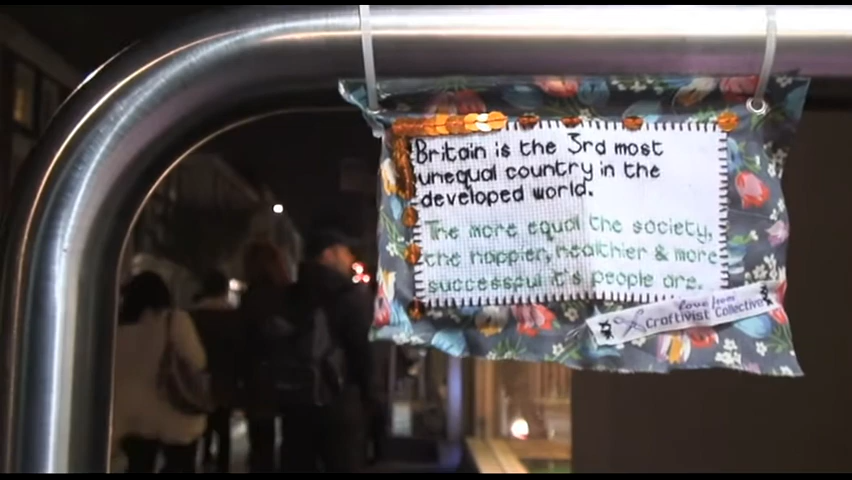 Britain is the 3rd most
unequal country in the
developed world.
The more equal the society,
the happier, healthier & more
successful it's people are.
love from
Craftivist Collective